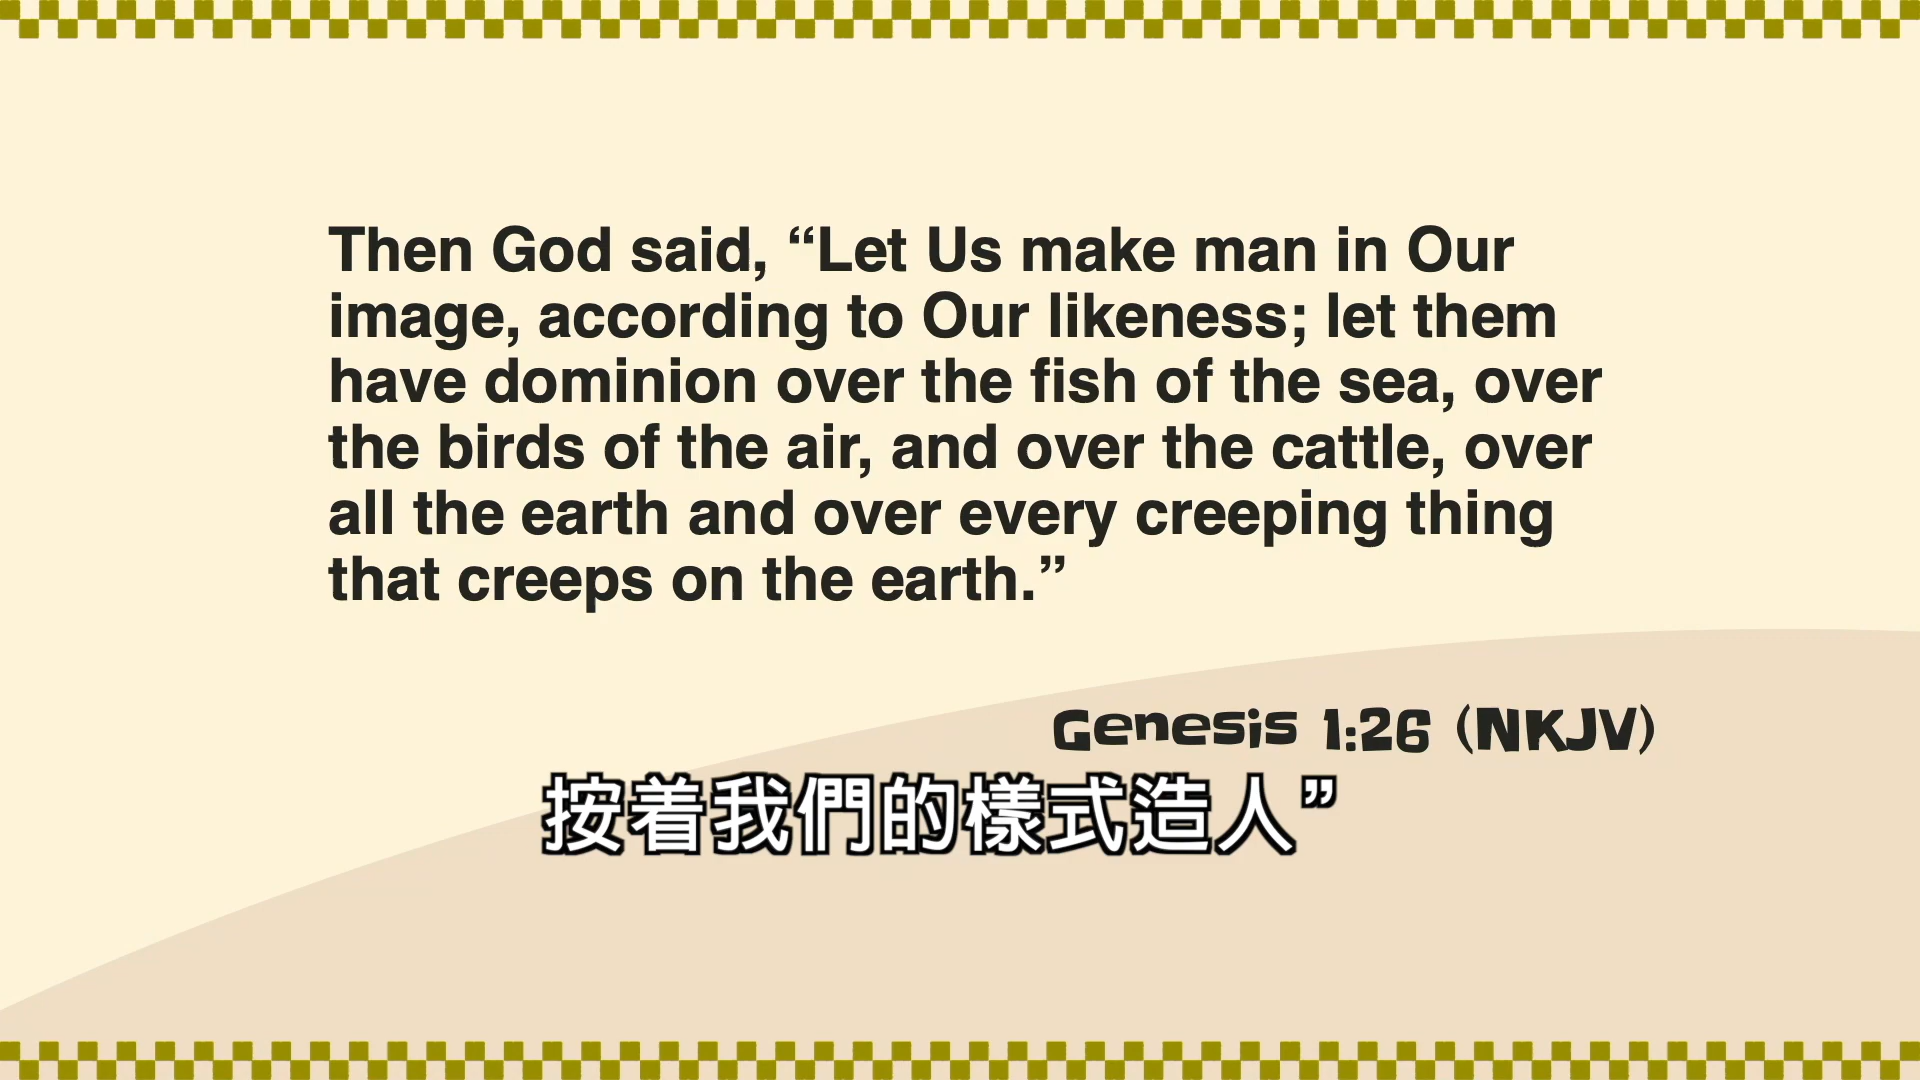 Then God said, “Let Us make man in Our
image, according to Our likeness; let them
have dominion over the fish of the sea, over
the birds of the air, and over the cattle, over
all the earth and over every creeping thing
that creeps on the earth.”
Genesis 1:26 (NKJV)
按着我們的樣式造人”